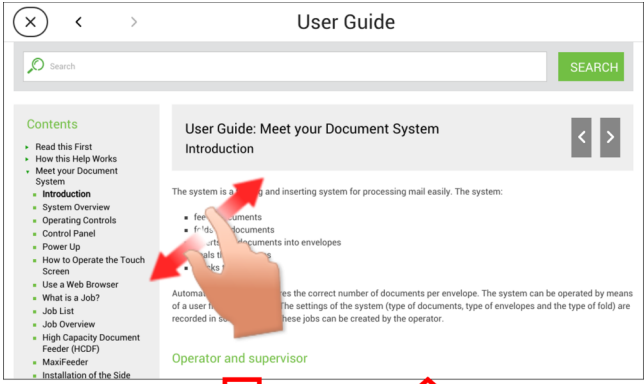 User Guide
Search
SEARCH
Contents
Read this First
How this Help Works
Meet your Document
System
Introduction
System Overview
Operating Controls
Control Panel
Power Up
How to Operate the Touch
Screen
Use a Web Browser
What is a Job?
Job List
Job Overview
High Capacity Document
Feeder (HCDF)
MaxiFeeder
Installation of the Side
User Guide: Meet your Document System
Introduction
The system is a and inserting system for processing mail easily. The system:
documents into envelopes
Automa the correct number of documents per envelope. The system can be operated by means
of a user The settings of the system (type of documents, type of envelopes and the type of fold) are
recorded in these jobs can be created by the operator.
Operator and supervisor